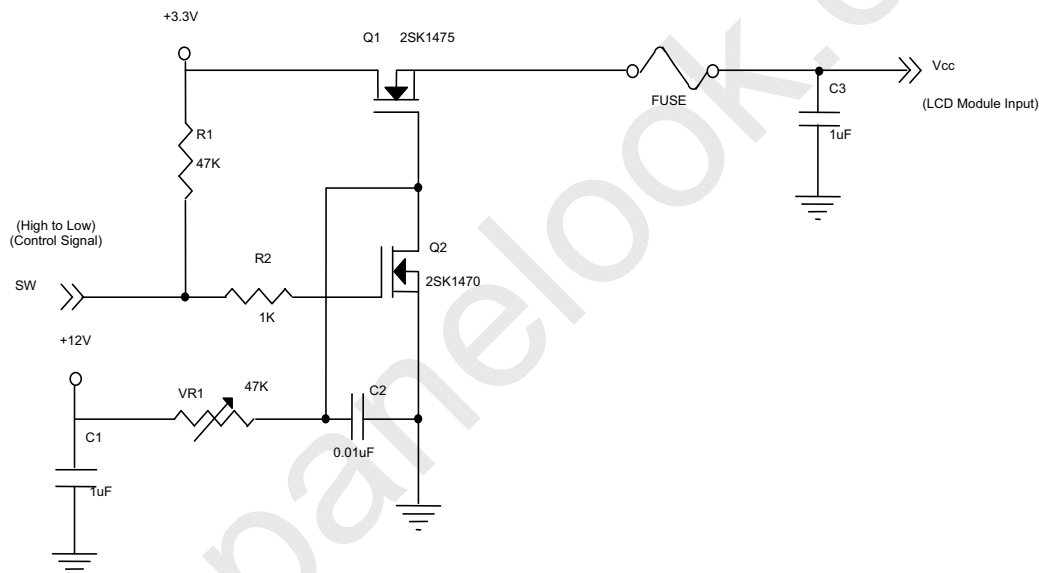 +3.3V
Q1 2SK1475
Vcc
FUSE
C3
(LCD Module Input)
R1
1uF
47K
(High to Low)
(Control Signal)
Q2
R2
2SK1470
SW
1K
+12V
VR1
47K
C2
C1
0.01uF
1uF
panelook.